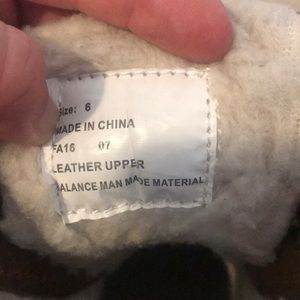 Size: 6
MADE IN CHINA
FA16 07
LEATHER UPPER
BALANCE MAN MADE MATERIAL